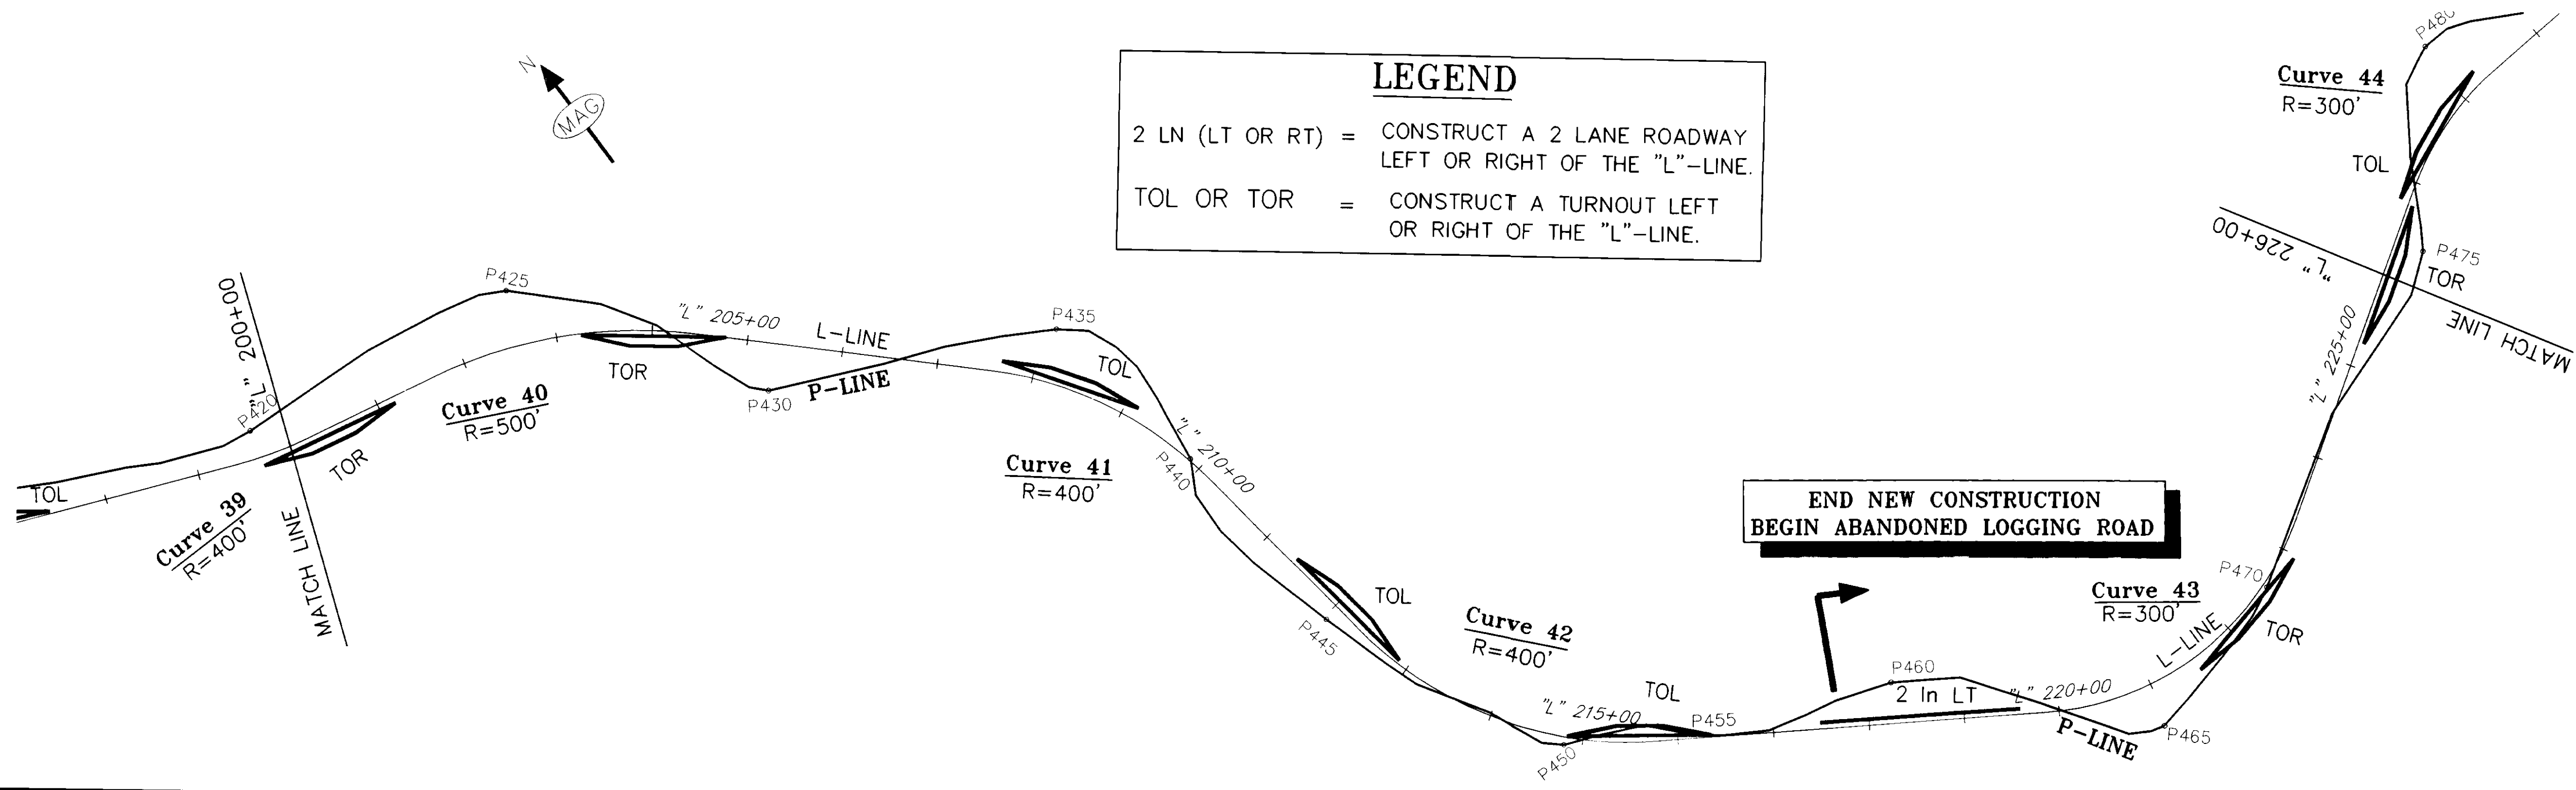 N
MAG
LEGEND
2 LN (LT OR RT) = CONSTRUCT A 2 LANE ROADWAY
LEFT OR RIGHT OF THE "L"-LINE.
TOL OR TOR = CONSTRUCT A TURNOUT LEFT
OR RIGHT OF THE "L"-LINE.
TOL
Curve 39
R=400'
P420
"L" 200+00
MATCH LINE
TOR
P425
Curve 40
R=500'
TOR
"L" 205+00
P430
L-LINE
P-LINE
P435
TOL
Curve 41
R=400'
P440
"L" 210+00
P445
TOL
Curve 42
R=400'
P450
"L" 215+00
TOL
P455
END NEW CONSTRUCTION
BEGIN ABANDONED LOGGING ROAD
P460
2 ln LT
"L" 220+00
P-LINE
P465
L-LINE
Curve 43
R=300'
P470
TOR
"L" 225+00
"L" 226+00
MATCH LINE
P475
TOR
TOL
Curve 44
R=300'
P480